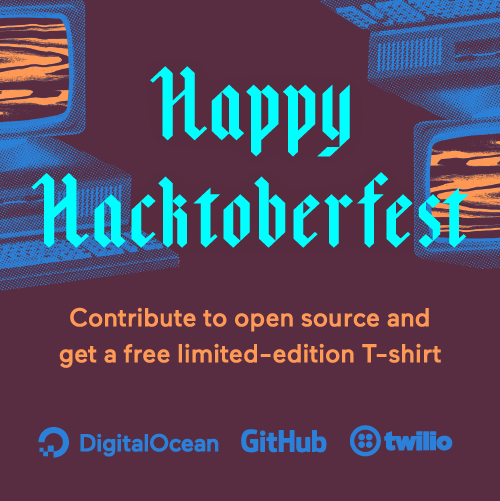 Happy
Hacktoberfest
Contribute to open source and
get a free limited-edition T-shirt
DigitalOcean GitHub twilio